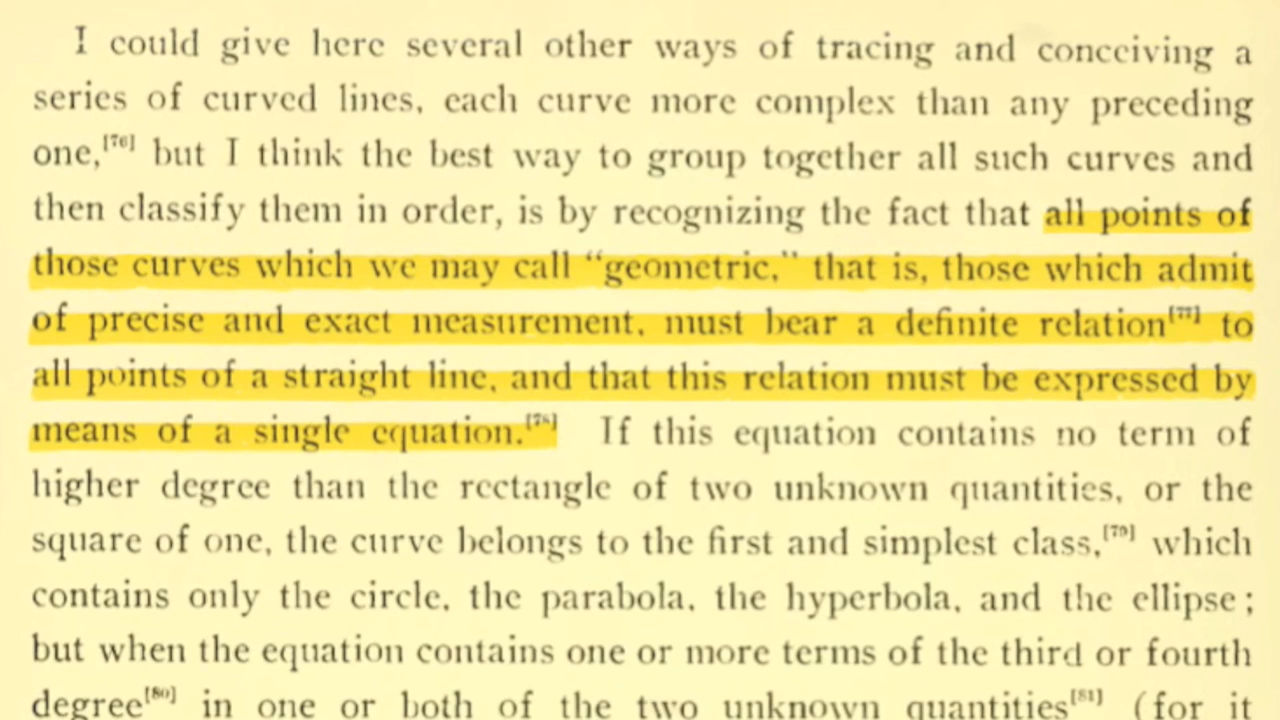 I could give here several other ways of tracing and conceiving a
series of curved lines, each curve more complex than any preceding
one,[76] but I think the best way to group together all such curves and
then classify them in order, is by recognizing the fact that all points of
those curves which we may call “geometric,” that is, those which admit
of precise and exact measurement, must bear a definite relation[77] to
all points of a straight line, and that this relation must be expressed by
means of a single equation.[78] If this equation contains no term of
higher degree than the rectangle of two unknown quantities, or the
square of one, the curve belongs to the first and simplest class,[79] which
contains only the circle, the parabola, the hyperbola, and the ellipse;
but when the equation contains one or more terms of the third or fourth
degree[80] in one or both of the two unknown quantities[81] (for it